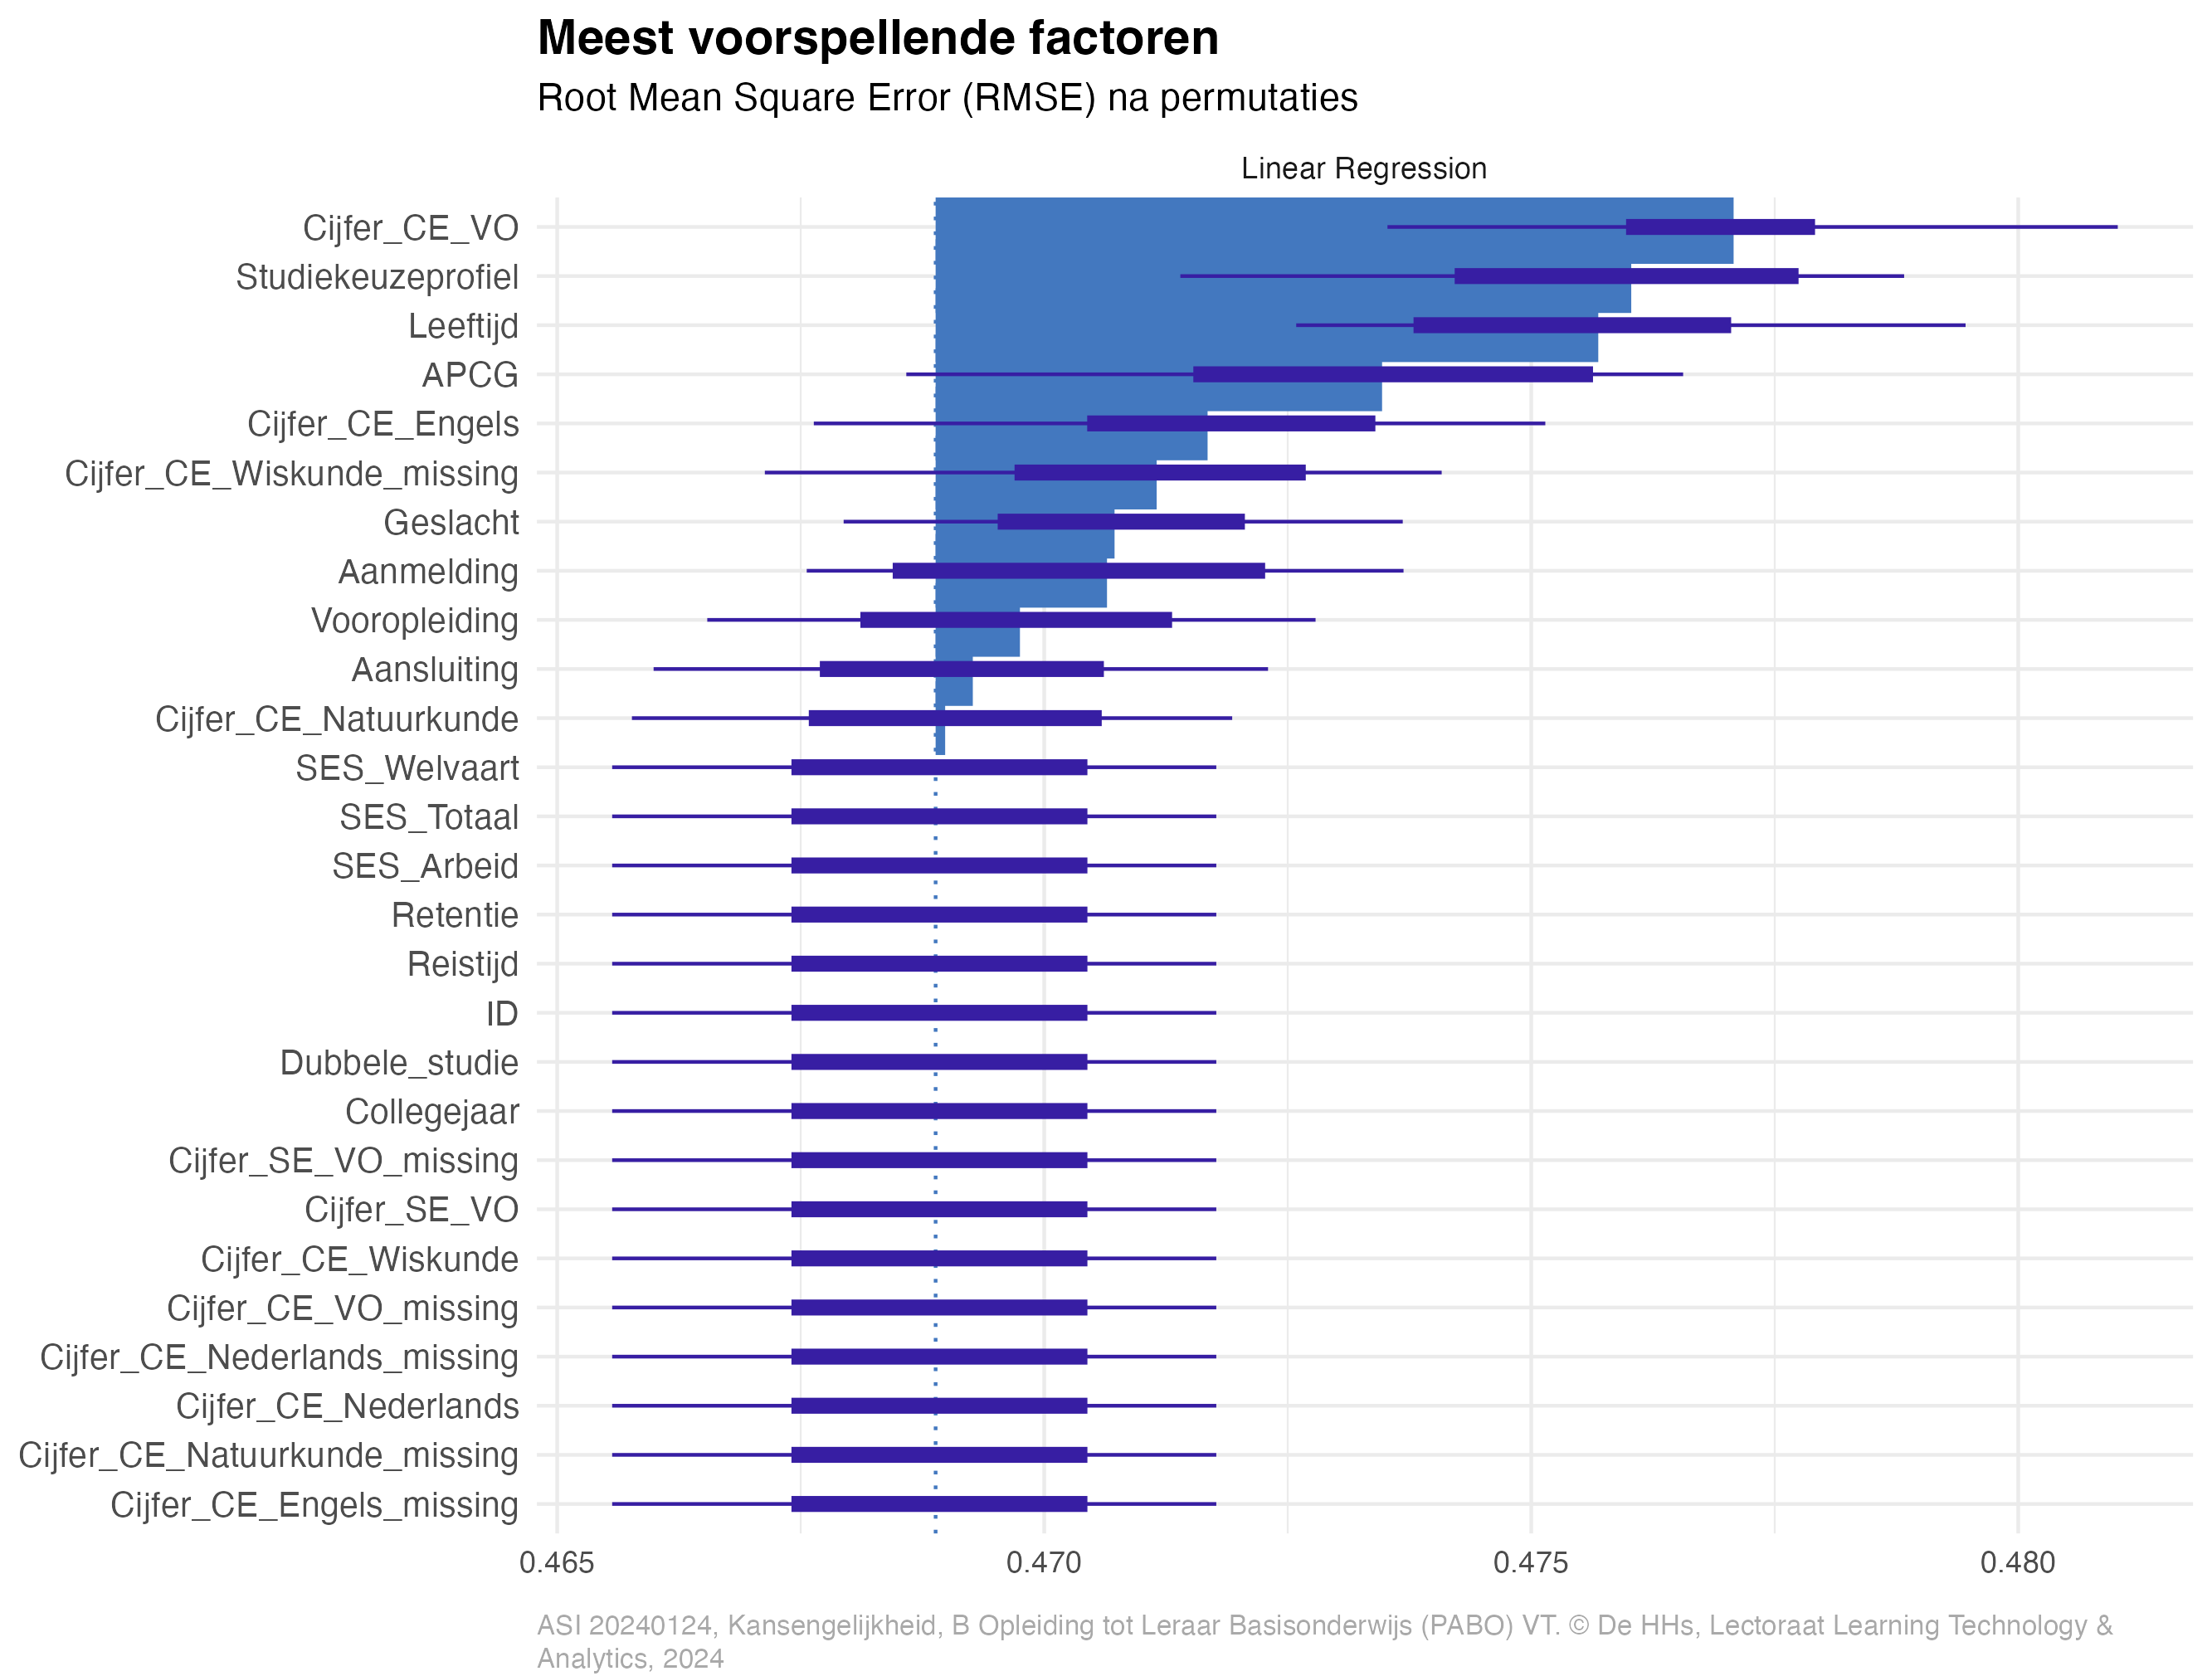 Meest voorspellende factoren
Root Mean Square Error (RMSE) na permutaties
Linear Regression
Cijfer_CE_VO
Studiekeuzeprofiel
Leeftijd
APCG
Cijfer_CE_Engels
Cijfer_CE_Wiskunde_missing
Geslacht
Aanmelding
Vooropleiding
Aansluiting
Cijfer_CE_Natuurkunde
SES_Welvaart
SES_Totaal
SES_Arbeid
Retentie
Reistijd
ID
Dubbele_studie
Collegejaar
Cijfer_SE_VO_missing
Cijfer_SE_VO
Cijfer_CE_Wiskunde
Cijfer_CE_VO_missing
Cijfer_CE_Nederlands_missing
Cijfer_CE_Nederlands
Cijfer_CE_Natuurkunde_missing
Cijfer_CE_Engels_missing
0.465 0.470 0.475 0.480
ASI 20240124, Kansengelijkheid, B Opleiding tot Leraar Basisonderwijs (PABO) VT. © De HHs, Lectoraat Learning Technology &
Analytics, 2024